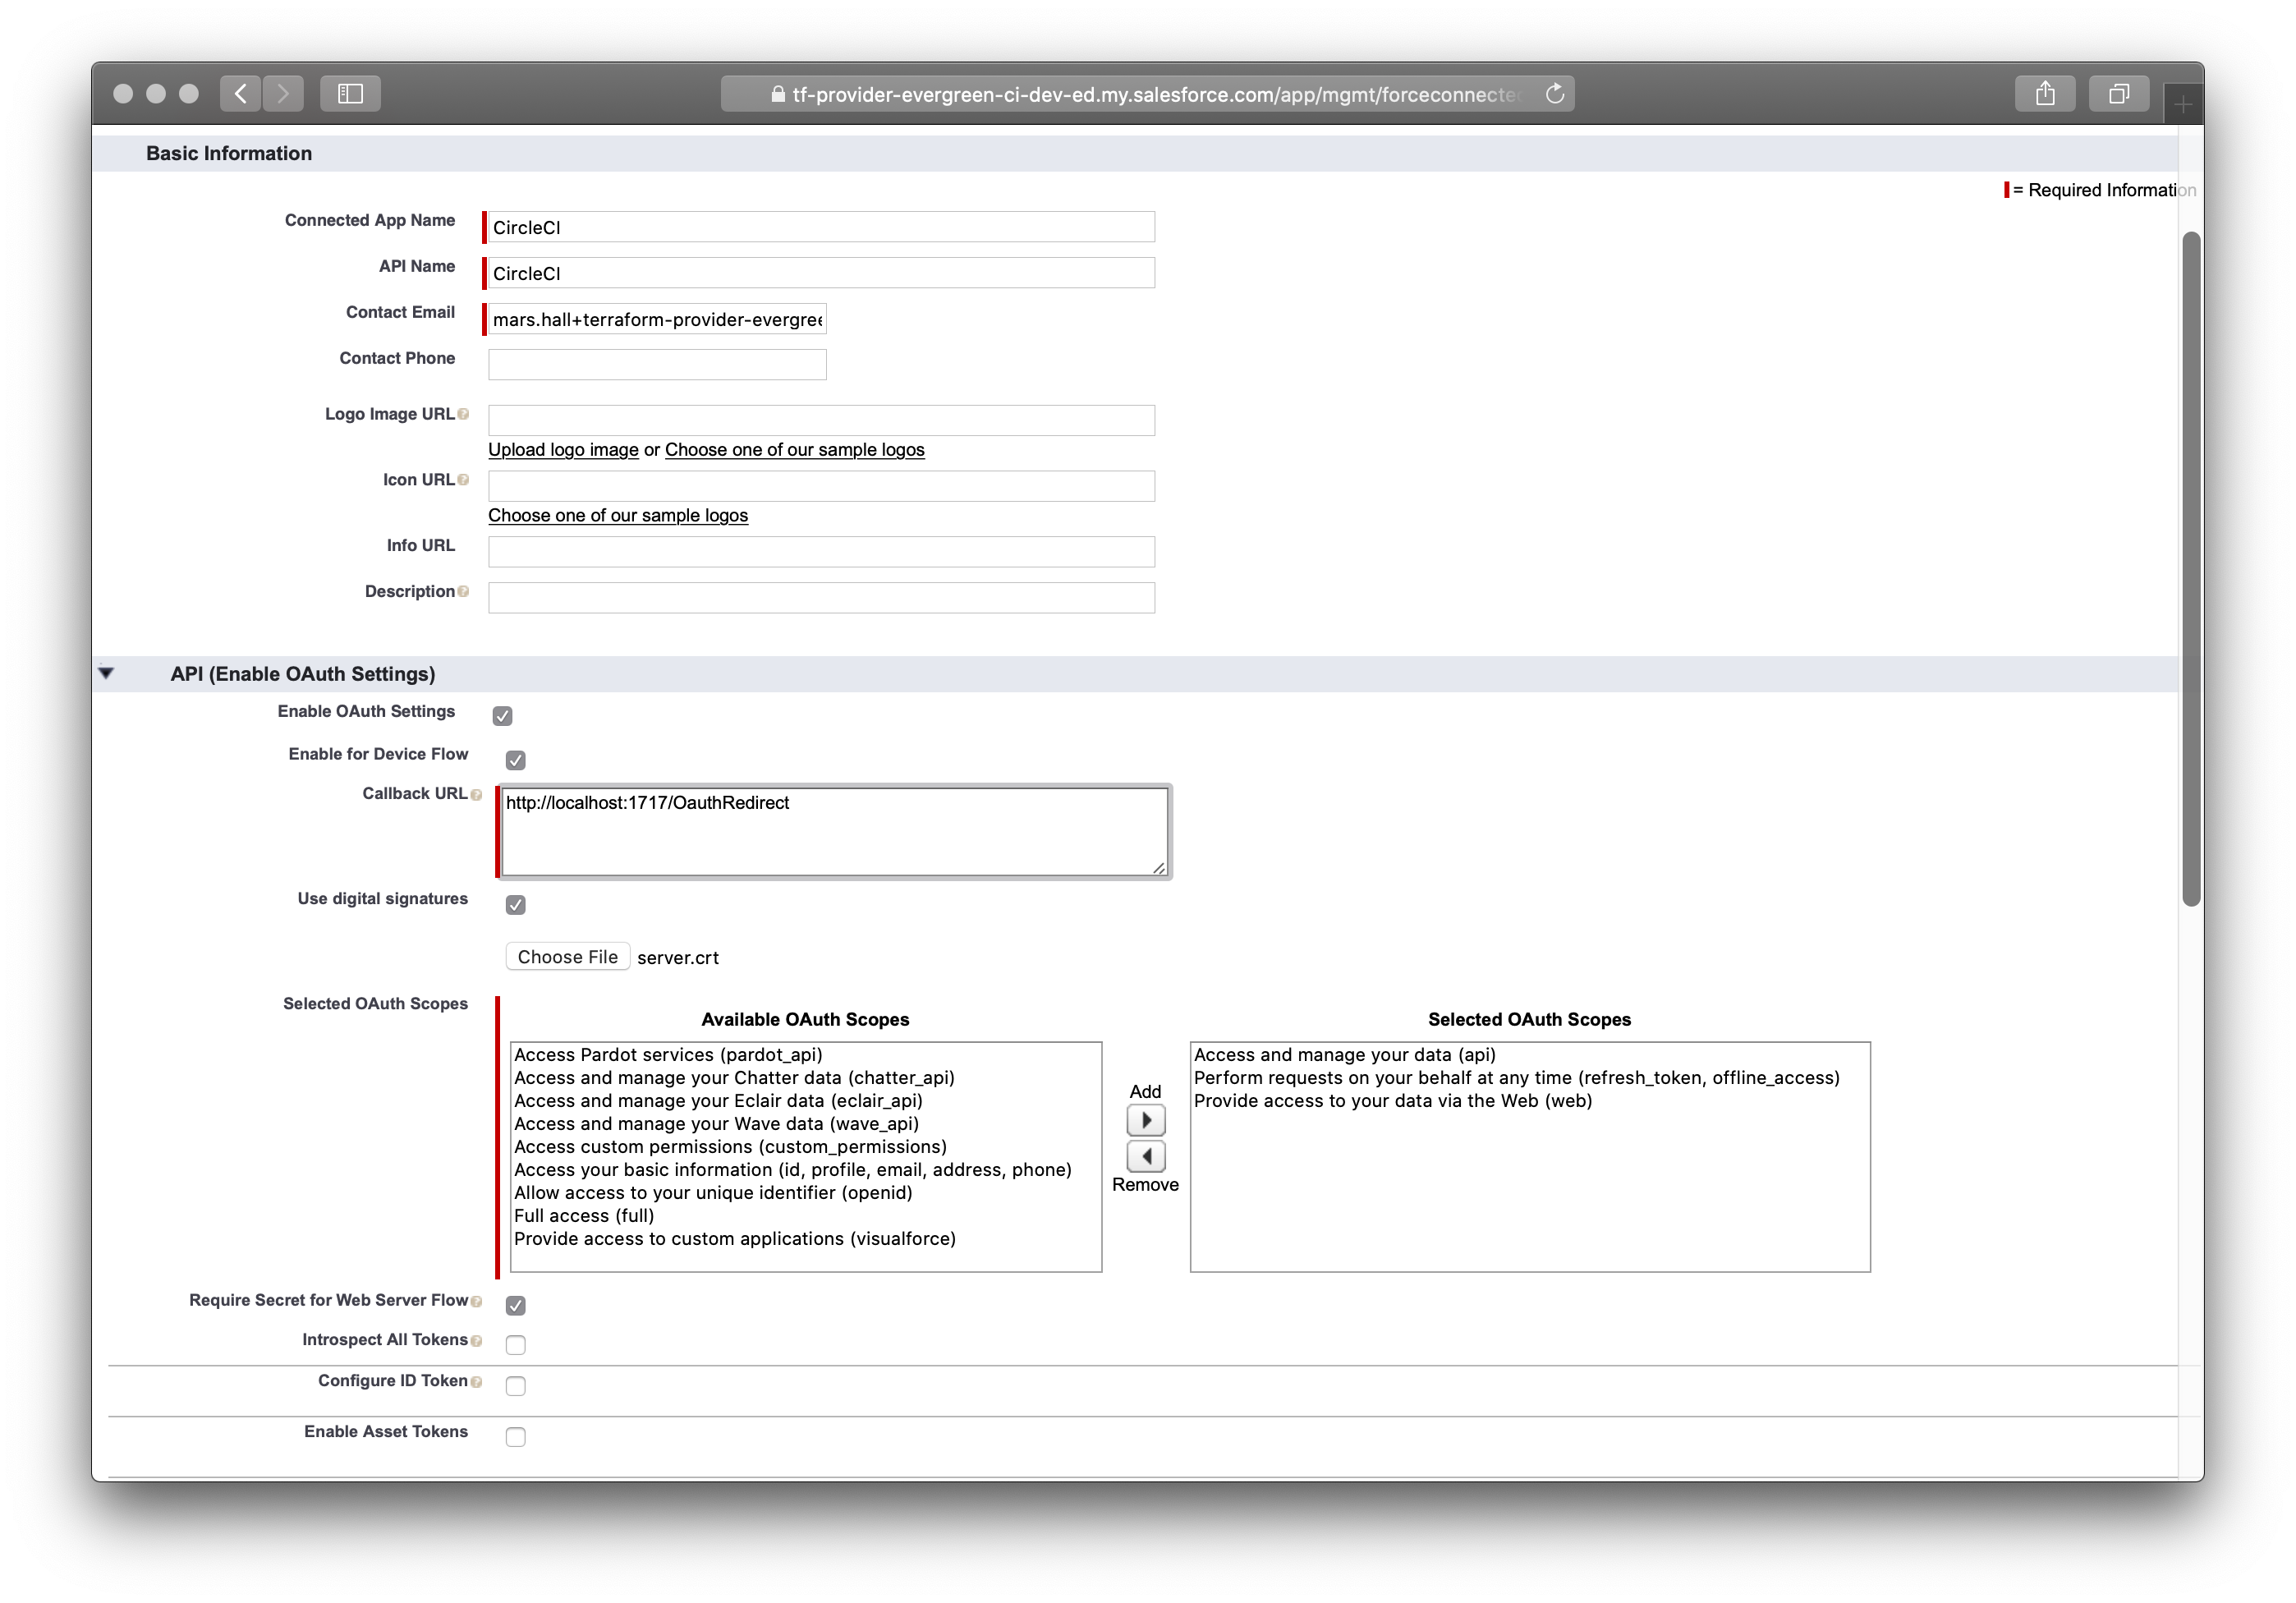 tf-provider-evergreen-ci-dev-ed.my.salesforce.com/app/mgmt/forceconnected
Basic Information
= Required Information
Connected App Name CircleCI
API Name CircleCI
Contact Email mars.hall+terraform-provider-evergree
Contact Phone
Logo Image URL
Upload logo image or Choose one of our sample logos
Icon URL
Choose one of our sample logos
Info URL
Description
API (Enable OAuth Settings)
Enable OAuth Settings
Enable for Device Flow
Callback URL http://localhost:1717/OauthRedirect
Use digital signatures
Choose File server.crt
Selected OAuth Scopes
Available OAuth Scopes
Access Pardot services (pardot_api)
Access and manage your Chatter data (chatter_api)
Access and manage your Eclair data (eclair_api)
Access and manage your Wave data (wave_api)
Access custom permissions (custom_permissions)
Access your basic information (id, profile, email, address, phone)
Allow access to your unique identifier (openid)
Full access (full)
Provide access to custom applications (visualforce)
Add
Remove
Selected OAuth Scopes
Access and manage your data (api)
Perform requests on your behalf at any time (refresh_token, offline_access)
Provide access to your data via the Web (web)
Require Secret for Web Server Flow
Introspect All Tokens
Configure ID Token
Enable Asset Tokens